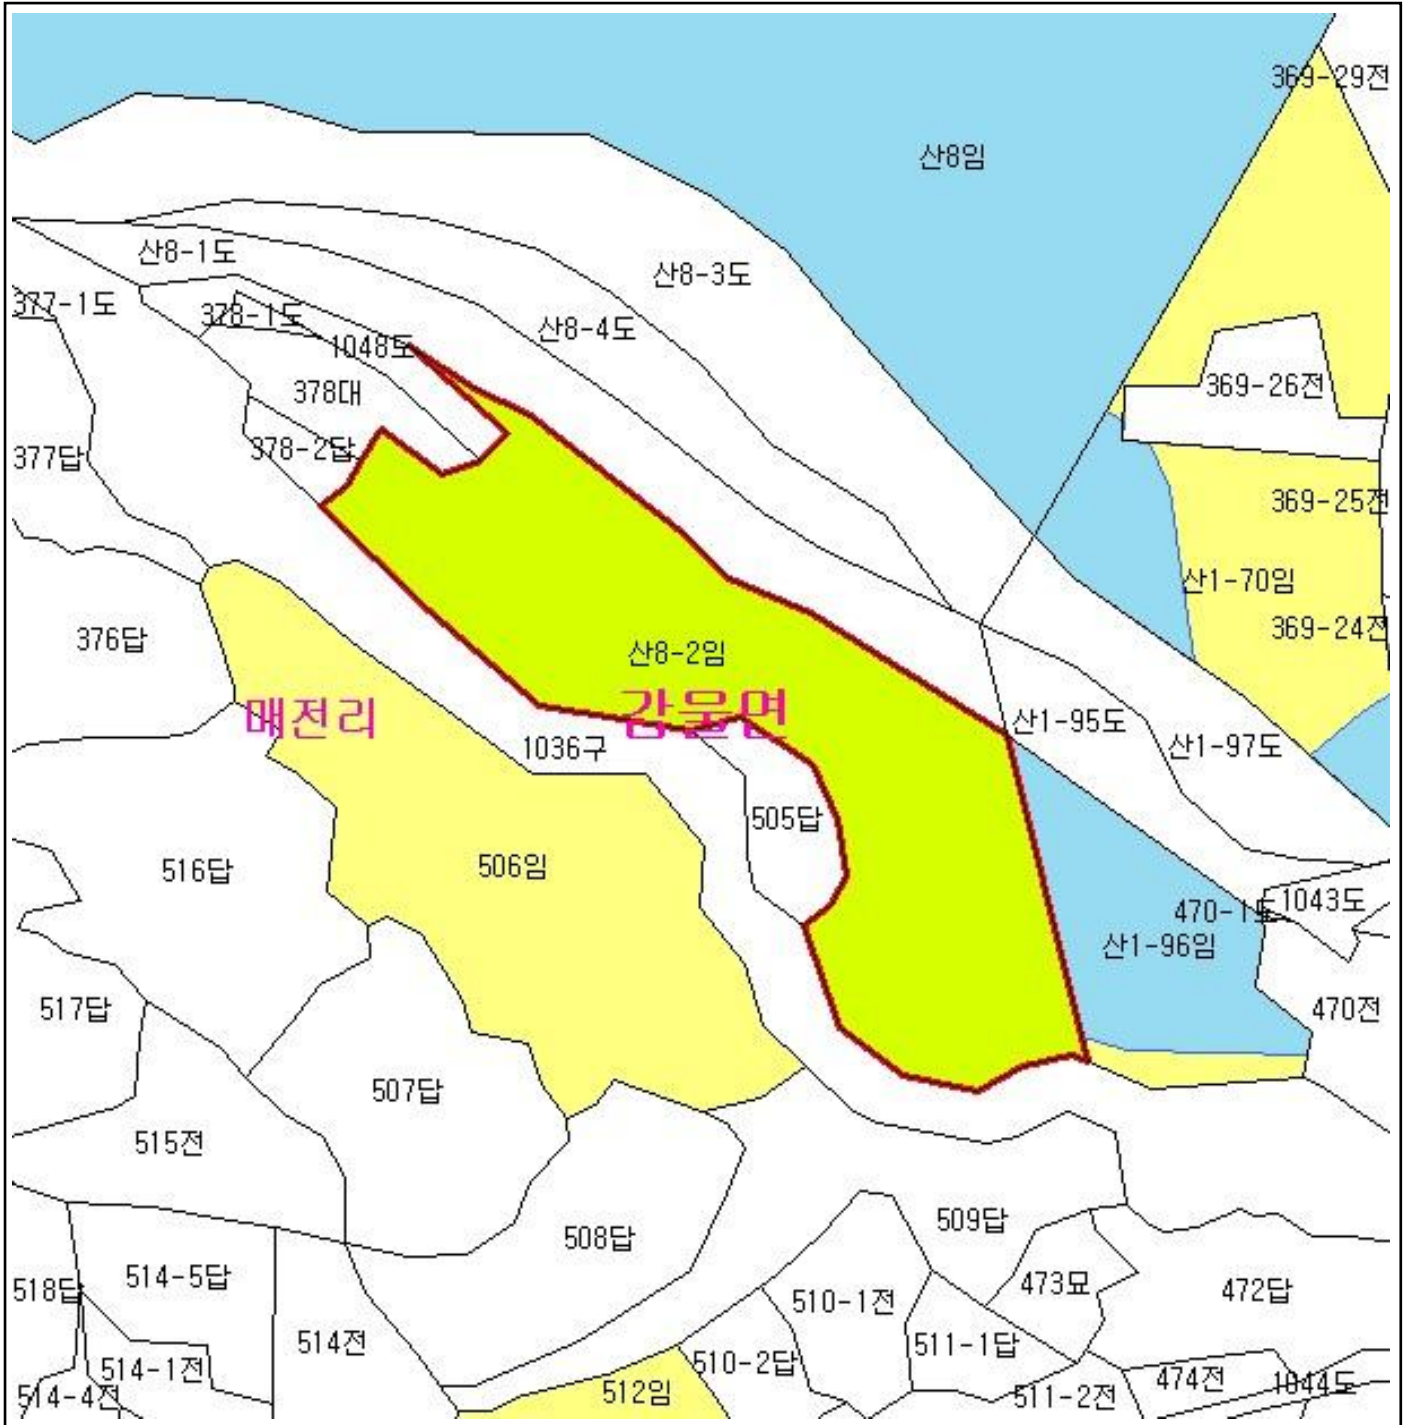 369-29전
산8임
산8-1도
산8-3도
377-1도
378-1도
산8-4도
1048도
378대
369-26전
378-2답
377답
369-25전
산1-70임
369-24전
376답
산8-2임
매전리
감물면
산1-95도
1036구
산1-97도
505답
516답
506임
1043도
470-1도
산1-96임
517답
470전
507답
515전
509답
508답
514-5답
473묘
518답
472답
510-1전
514전
511-1답
510-2답
514-1전
474전
1044도
514-4전
512임
511-2전